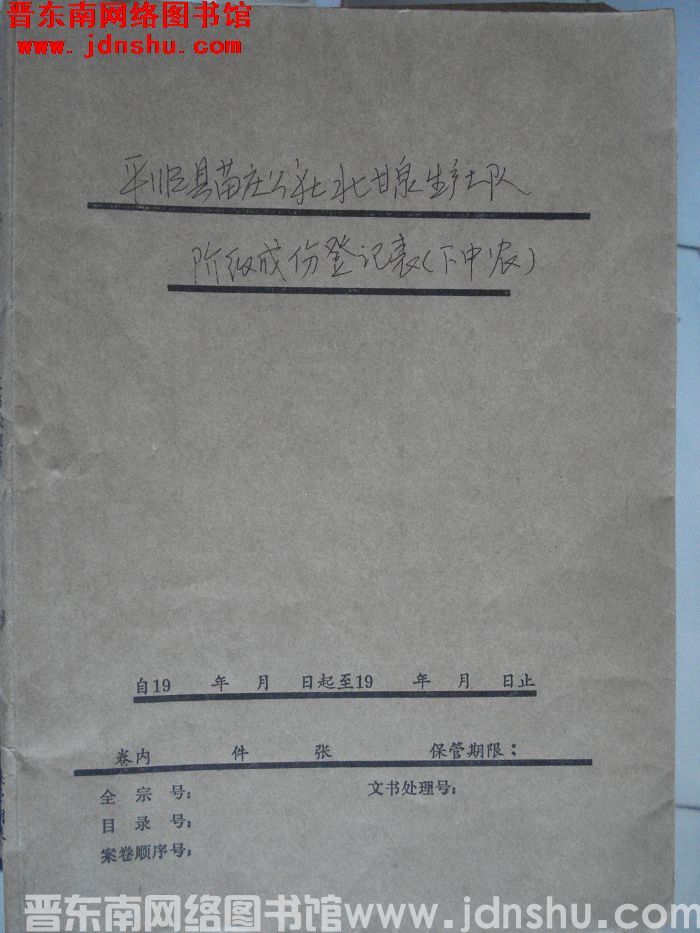 晋东南网络图书馆
www.jdnshu.com
平顺县苗庄公社北甘泉生产大队
阶级成份登记表(下中农)
自19 年 月 日起至19 年 月 日止
卷内 件 张 保管期限:
全宗号: 文书处理号:
目录号:
案卷顺序号:
晋东南网络图书馆www.jdnshu.com